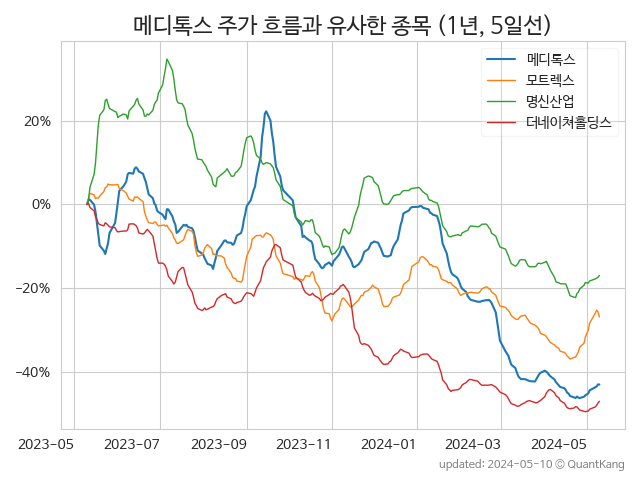 메디톡스 주가 흐름과 유사한 종목 (1년, 5일선)
메디톡스
모트렉스
명신산업
더네이쳐홀딩스
20%
0%
−20%
−40%
2023-05 2023-07 2023-09 2023-11 2024-01 2024-03 2024-05
updated: 2024-05-10 © QuantKang